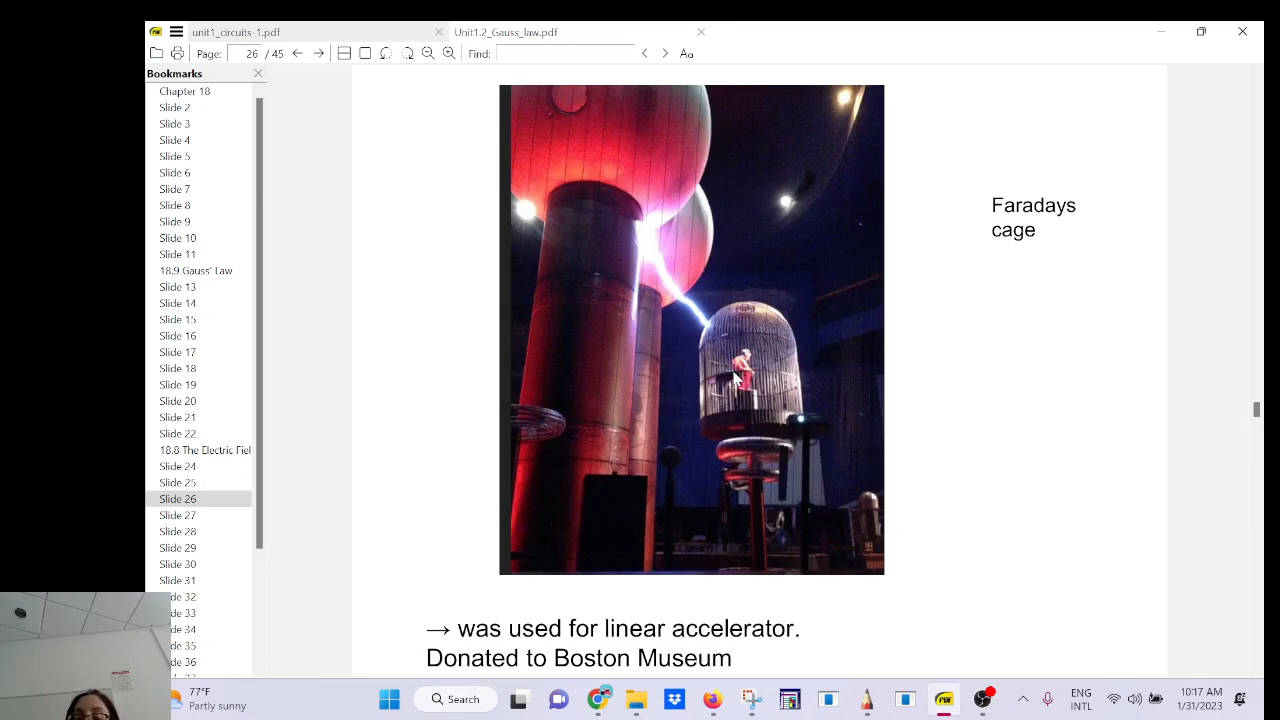 unit1_circuits-1.pdf
Unit1.2_Gauss_law.pdf
Page: 26 / 45
Find:
Aa
Bookmarks
Chapter 18
Slide 2
Slide 3
Slide 4
Slide 5
Slide 6
Slide 7
Slide 8
Slide 9
Slide 10
Slide 11
18.9 Gauss' Law
Slide 13
Slide 14
Slide 15
Slide 16
Slide 17
Slide 18
Slide 19
Slide 20
Slide 21
Slide 22
18.8 The Electric Fiel
Slide 24
Slide 25
Slide 26
Slide 27
Slide 28
Slide 29
Slide 30
Slide 31
32
33
34
35
36
Faradays
cage
→ was used for linear accelerator.
Donated to Boston Museum
77°F
Partly sunny
Search
ENG
INTL
10:17 AM
1/31/2023